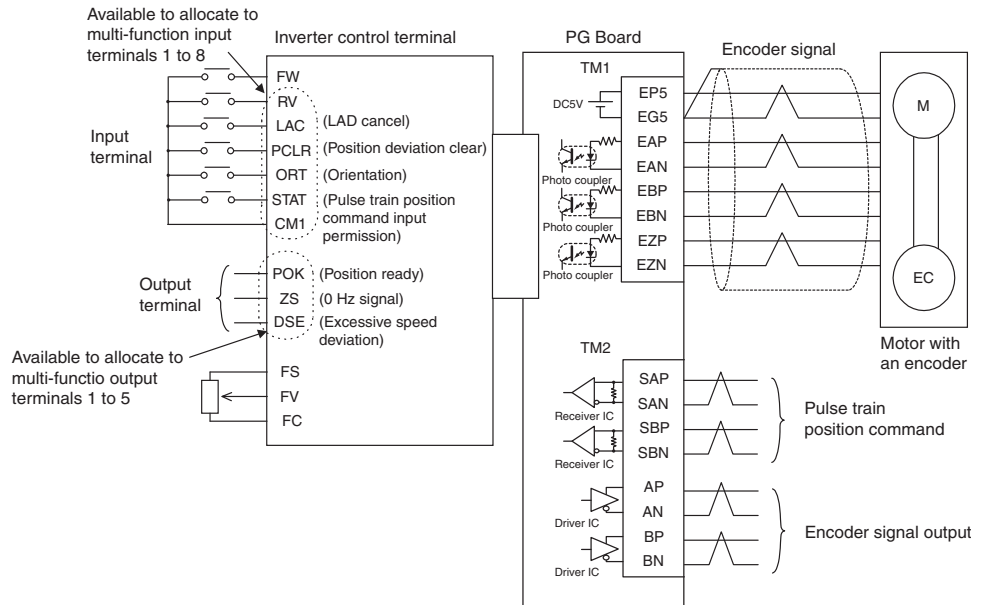 Available to allocate to
multi-function input
terminals 1 to 8
Inverter control terminal
PG Board
Encoder signal
Input
terminal
FW
RV
LAC
(LAD cancel)
PCLR
(Position deviation clear)
ORT
(Orientation)
STAT
(Pulse train position
command input
permission)
CM1
Output
terminal
POK
(Position ready)
ZS
(0 Hz signal)
DSE
(Excessive speed
deviation)
Available to allocate to
multi-functio output
terminals 1 to 5
FS
FV
FC
TM1
DC5V
EP5
EG5
EAP
EAN
Photo coupler
EBP
EBN
Photo coupler
EZP
EZN
Photo coupler
M
EC
Motor with
an encoder
TM2
SAP
SAN
Receiver IC
SBP
SBN
Receiver IC
Pulse train
position command
AP
AN
Driver IC
BP
BN
Driver IC
Encoder signal output